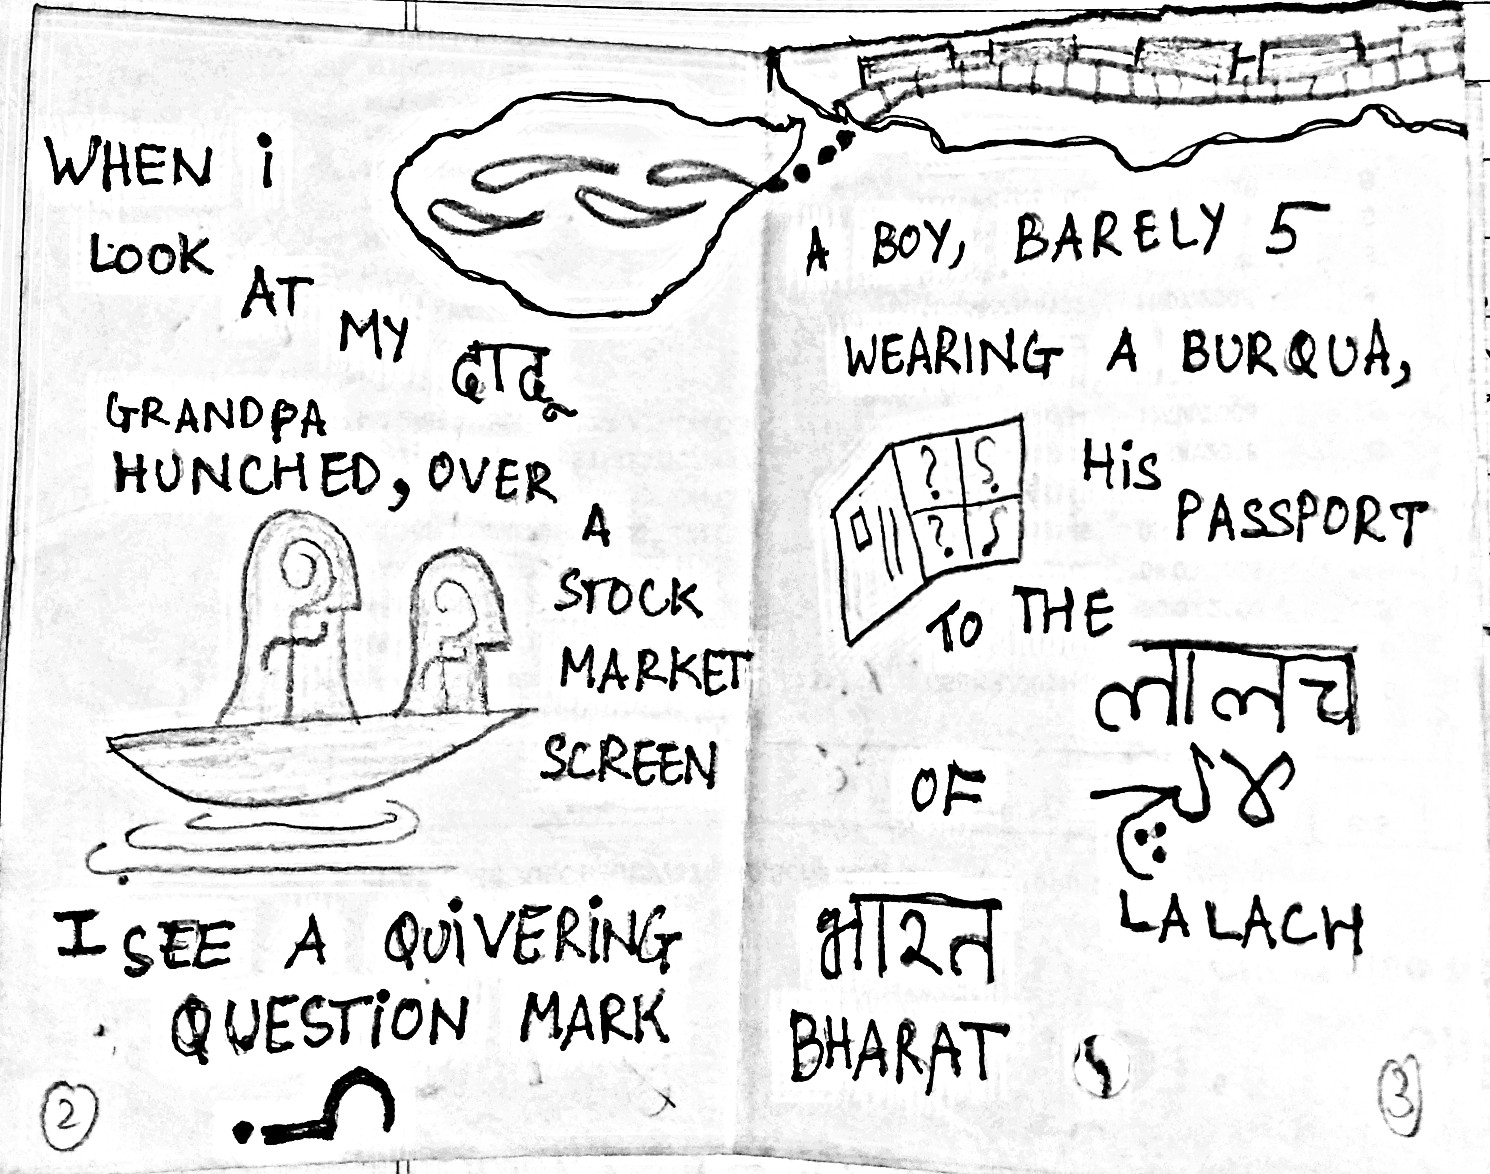 WHEN i
LOOK
AT
MY दादू
GRANDPA
HUNCHED, OVER
A
STOCK
MARKET
SCREEN
I SEE A QUiVERiNG
QUESTiON MARK
2
A BOY, BARELY 5
WEARING A BURQUA,
? ?
? ?
HiS
PASSPORT
TO THE
लालच
OF لالچ
LALACH
भारत
BHARAT
3